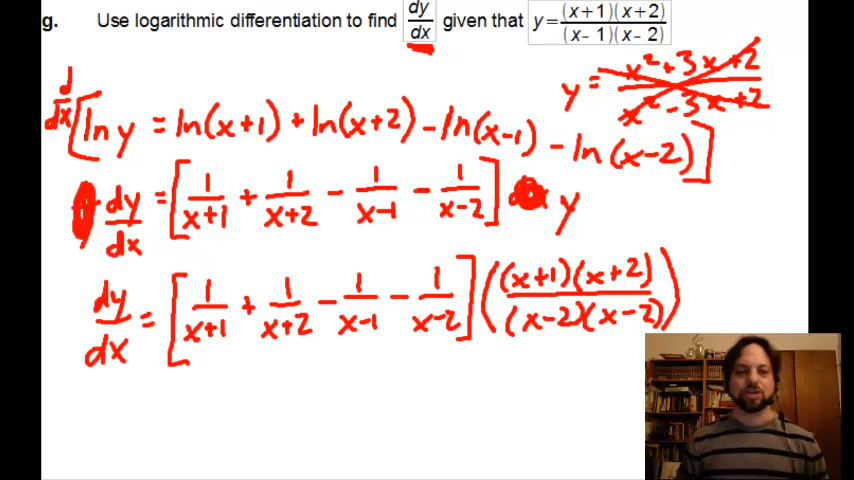 g. Use logarithmic differentiation to find dy/dx given that y = (x+1)(x+2)/(x-1)(x-2)
y = x² + 3x + 2 / x² - 3x + 2
d/dx [ln y = ln(x+1) + ln(x+2) - ln(x-1) - ln(x-2)]
dy/dx = [1/x+1 + 1/x+2 - 1/x-1 - 1/x-2] y
dy/dx = [1/x+1 + 1/x+2 - 1/x-1 - 1/x-2] ((x+1)(x+2)/(x-2)(x-2))